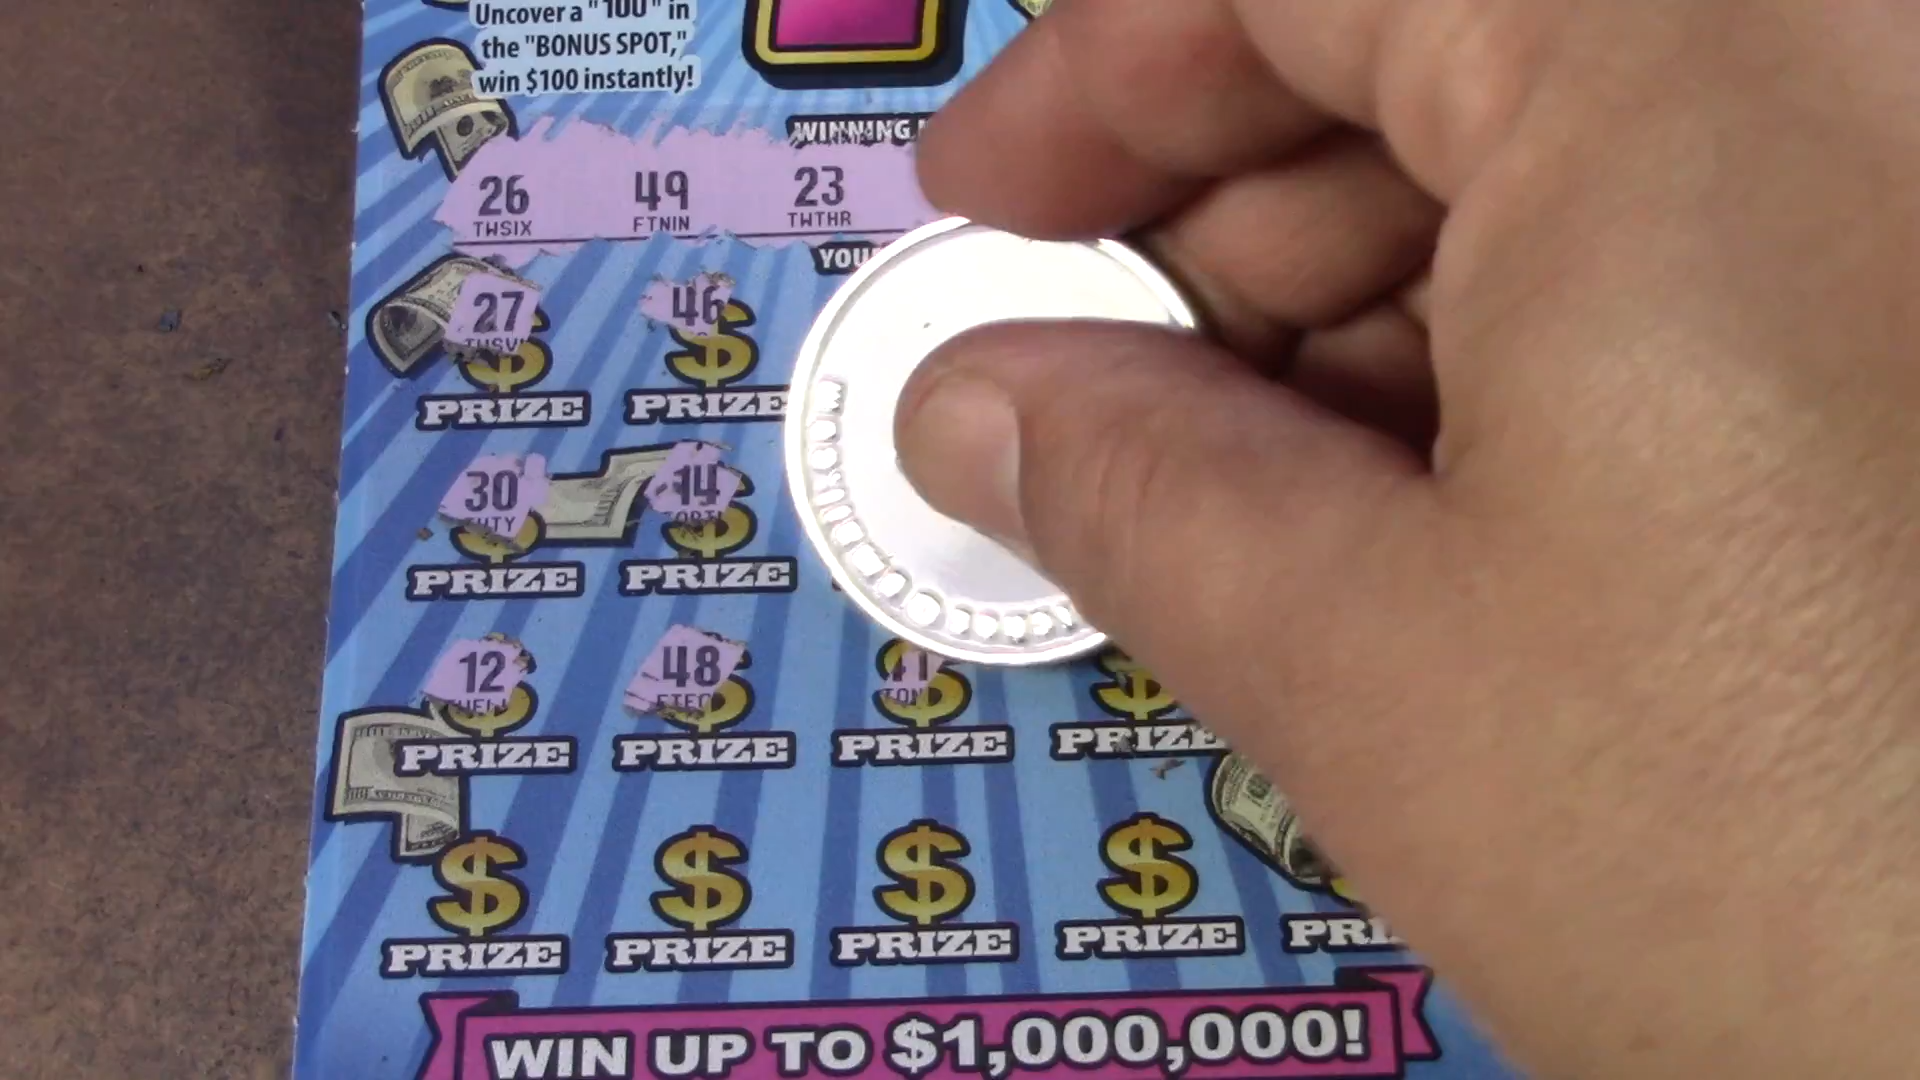 Uncover a "100" in
the "BONUS SPOT,"
win $100 instantly!
WINNING
26 49 23
TWSIX FTNIN TWTHR
YOU
27 46
PRIZE PRIZE
30 14
PRIZE PRIZE
12 48 41
PRIZE PRIZE PRIZE PRIZE
PRIZE PRIZE PRIZE PRIZE PRI
WIN UP TO $1,000,000!